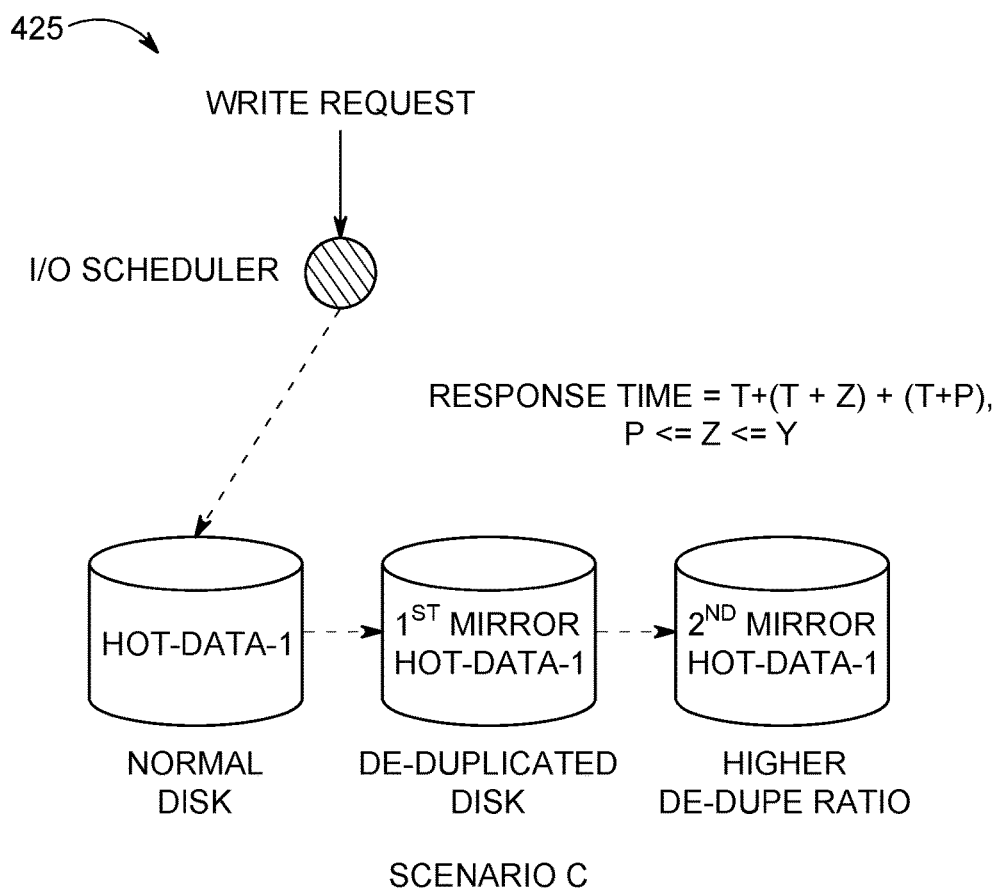 425
WRITE REQUEST
I/O SCHEDULER
RESPONSE TIME = T+(T + Z) + (T+P),
P <= Z <= Y
HOT-DATA-1
1ST MIRROR
HOT-DATA-1
2ND MIRROR
HOT-DATA-1
NORMAL
DISK
DE-DUPLICATED
DISK
HIGHER
DE-DUPE RATIO
SCENARIO C